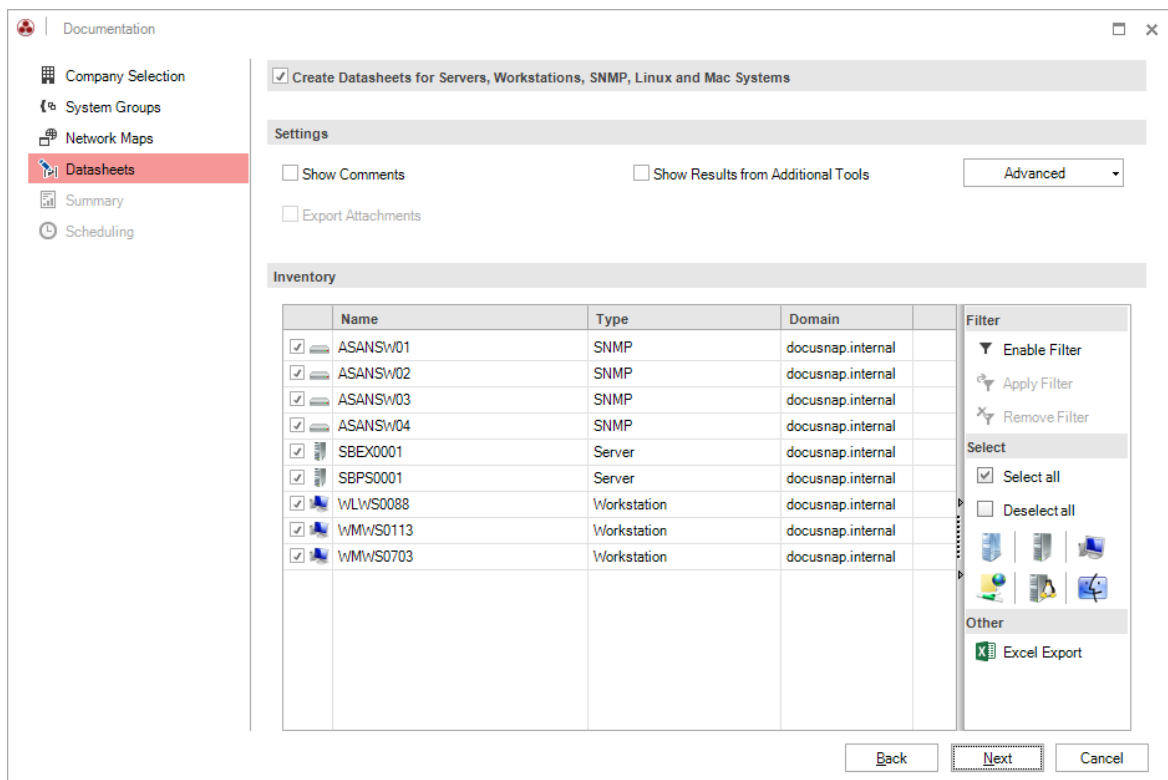 Documentation
Company Selection
System Groups
Network Maps
Datasheets
Summary
Scheduling
Create Datasheets for Servers, Workstations, SNMP, Linux and Mac Systems
Settings
Show Comments
Show Results from Additional Tools
Advanced
Export Attachments
Inventory
Name Type Domain
ASANSW01 SNMP docusnap.internal
ASANSW02 SNMP docusnap.internal
ASANSW03 SNMP docusnap.internal
ASANSW04 SNMP docusnap.internal
SBEX0001 Server docusnap.internal
SBPS0001 Server docusnap.internal
WLWS0088 Workstation docusnap.internal
WMWS0113 Workstation docusnap.internal
WMWS0703 Workstation docusnap.internal
Filter
Enable Filter
Apply Filter
Remove Filter
Select
Select all
Deselect all
Other
Excel Export
Back Next Cancel